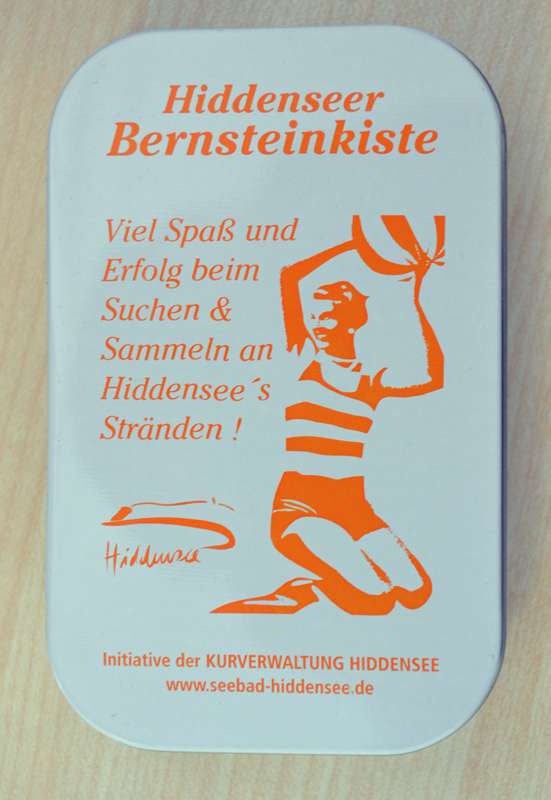 Hiddenseer
Bernsteinkiste
Viel Spaß und
Erfolg beim
Suchen &
Sammeln an
Hiddensee´s
Stränden !
Hiddensee
Initiative der KURVERWALTUNG HIDDENSEE
www.seebad-hiddensee.de